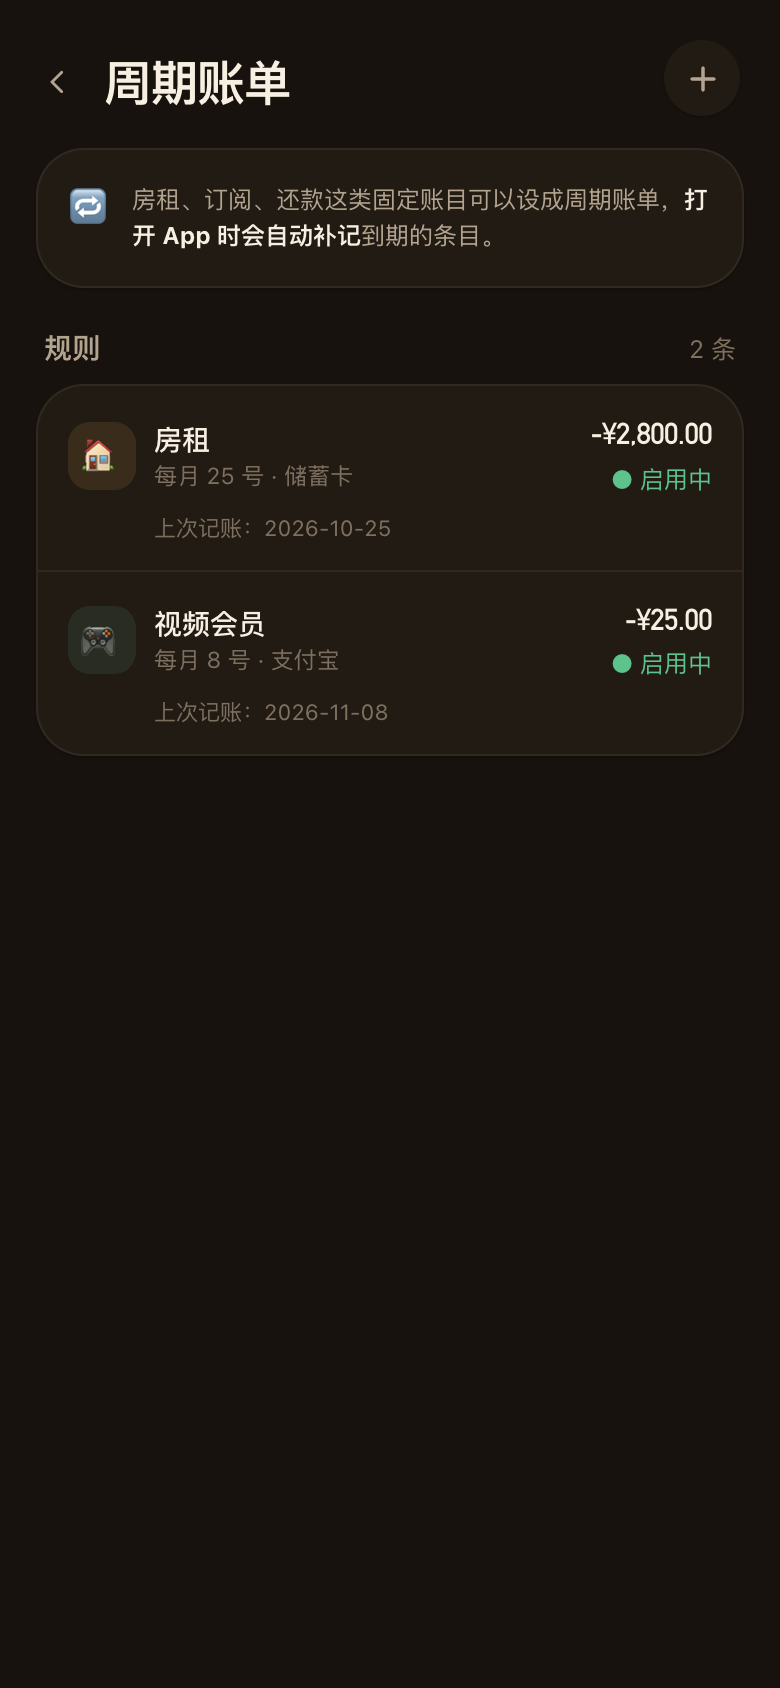 周期账单
房租、订阅、还款这类固定账目可以设成周期账单，打
开 App 时会自动补记到期的条目。
规则
2 条
房租
-¥2,800.00
每月 25 号 · 储蓄卡
启用中
上次记账：2026-10-25
视频会员
-¥25.00
每月 8 号 · 支付宝
启用中
上次记账：2026-11-08